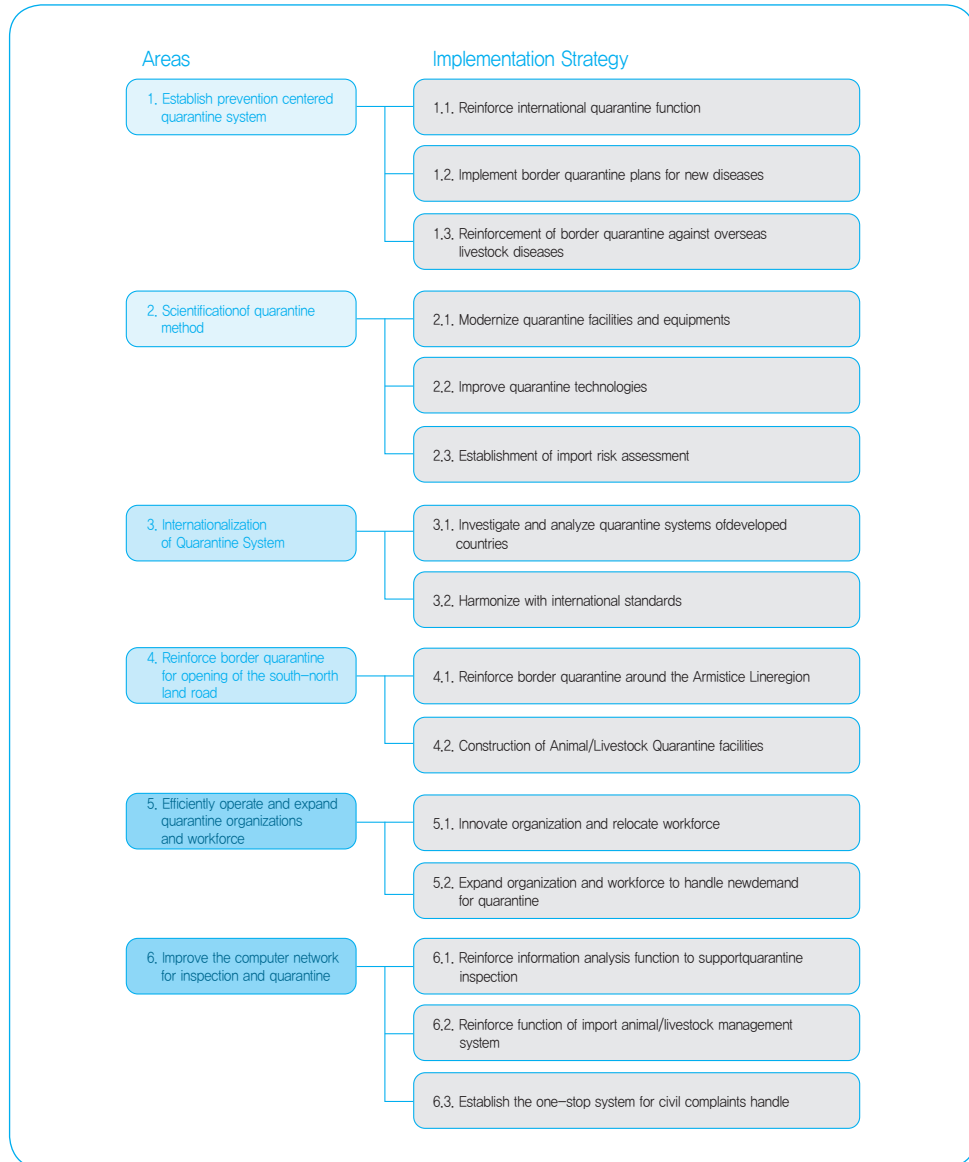 Areas
Implementation Strategy
1. Establish prevention centered
quarantine system
1.1. Reinforce international quarantine function
1.2. Implement border quarantine plans for new diseases
1.3. Reinforcement of border quarantine against overseas
livestock diseases
2. Scientificationof quarantine
method
2.1. Modernize quarantine facilities and equipments
2.2. Improve quarantine technologies
2.3. Establishment of import risk assessment
3. Internationalization
of Quarantine System
3.1. Investigate and analyze quarantine systems ofdeveloped
countries
3.2. Harmonize with international standards
4. Reinforce border quarantine
for opening of the south-north
land road
4.1. Reinforce border quarantine around the Armistice Lineregion
4.2. Construction of Animal/Livestock Quarantine facilities
5. Efficiently operate and expand
quarantine organizations
and workforce
5.1. Innovate organization and relocate workforce
5.2. Expand organization and workforce to handle newdemand
for quarantine
6. Improve the computer network
for inspection and quarantine
6.1. Reinforce information analysis function to supportquarantine
inspection
6.2. Reinforce function of import animal/livestock management
system
6.3. Establish the one-stop system for civil complaints handle